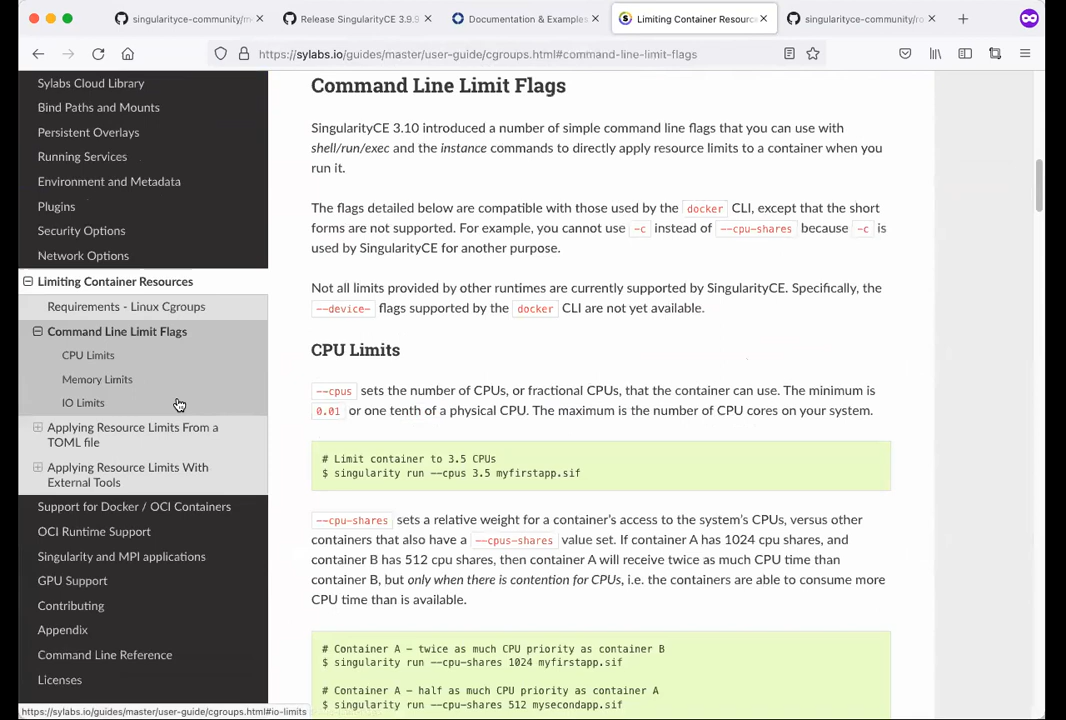 singularityce-community/me
Release SingularityCE 3.9.9
Documentation & Examples
Limiting Container Resource
singularityce-community/ro
https://sylabs.io/guides/master/user-guide/cgroups.html#command-line-limit-flags
Sylabs Cloud Library
Bind Paths and Mounts
Persistent Overlays
Running Services
Environment and Metadata
Plugins
Security Options
Network Options
Limiting Container Resources
Requirements - Linux Cgroups
Command Line Limit Flags
CPU Limits
Memory Limits
IO Limits
Applying Resource Limits From a
TOML file
Applying Resource Limits With
External Tools
Support for Docker / OCI Containers
OCI Runtime Support
Singularity and MPI applications
GPU Support
Contributing
Appendix
Command Line Reference
Licenses
https://sylabs.io/guides/master/user-guide/cgroups.html#io-limits
Command Line Limit Flags
SingularityCE 3.10 introduced a number of simple command line flags that you can use with
shell/run/exec and the instance commands to directly apply resource limits to a container when you
run it.
The flags detailed below are compatible with those used by the docker CLI, except that the short
forms are not supported. For example, you cannot use -c instead of --cpu-shares because -c is
used by SingularityCE for another purpose.
Not all limits provided by other runtimes are currently supported by SingularityCE. Specifically, the
--device- flags supported by the docker CLI are not yet available.
CPU Limits
--cpus sets the number of CPUs, or fractional CPUs, that the container can use. The minimum is
0.01 or one tenth of a physical CPU. The maximum is the number of CPU cores on your system.
# Limit container to 3.5 CPUs
$ singularity run --cpus 3.5 myfirstapp.sif
--cpu-shares sets a relative weight for a container's access to the system's CPUs, versus other
containers that also have a --cpus-shares value set. If container A has 1024 cpu shares, and
container B has 512 cpu shares, then container A will receive twice as much CPU time than
container B, but only when there is contention for CPUs, i.e. the containers are able to consume more
CPU time than is available.
# Container A - twice as much CPU priority as container B
$ singularity run --cpu-shares 1024 myfirstapp.sif
# Container A - half as much CPU priority as container A
$ singularity run --cpu-shares 512 mysecondapp.sif